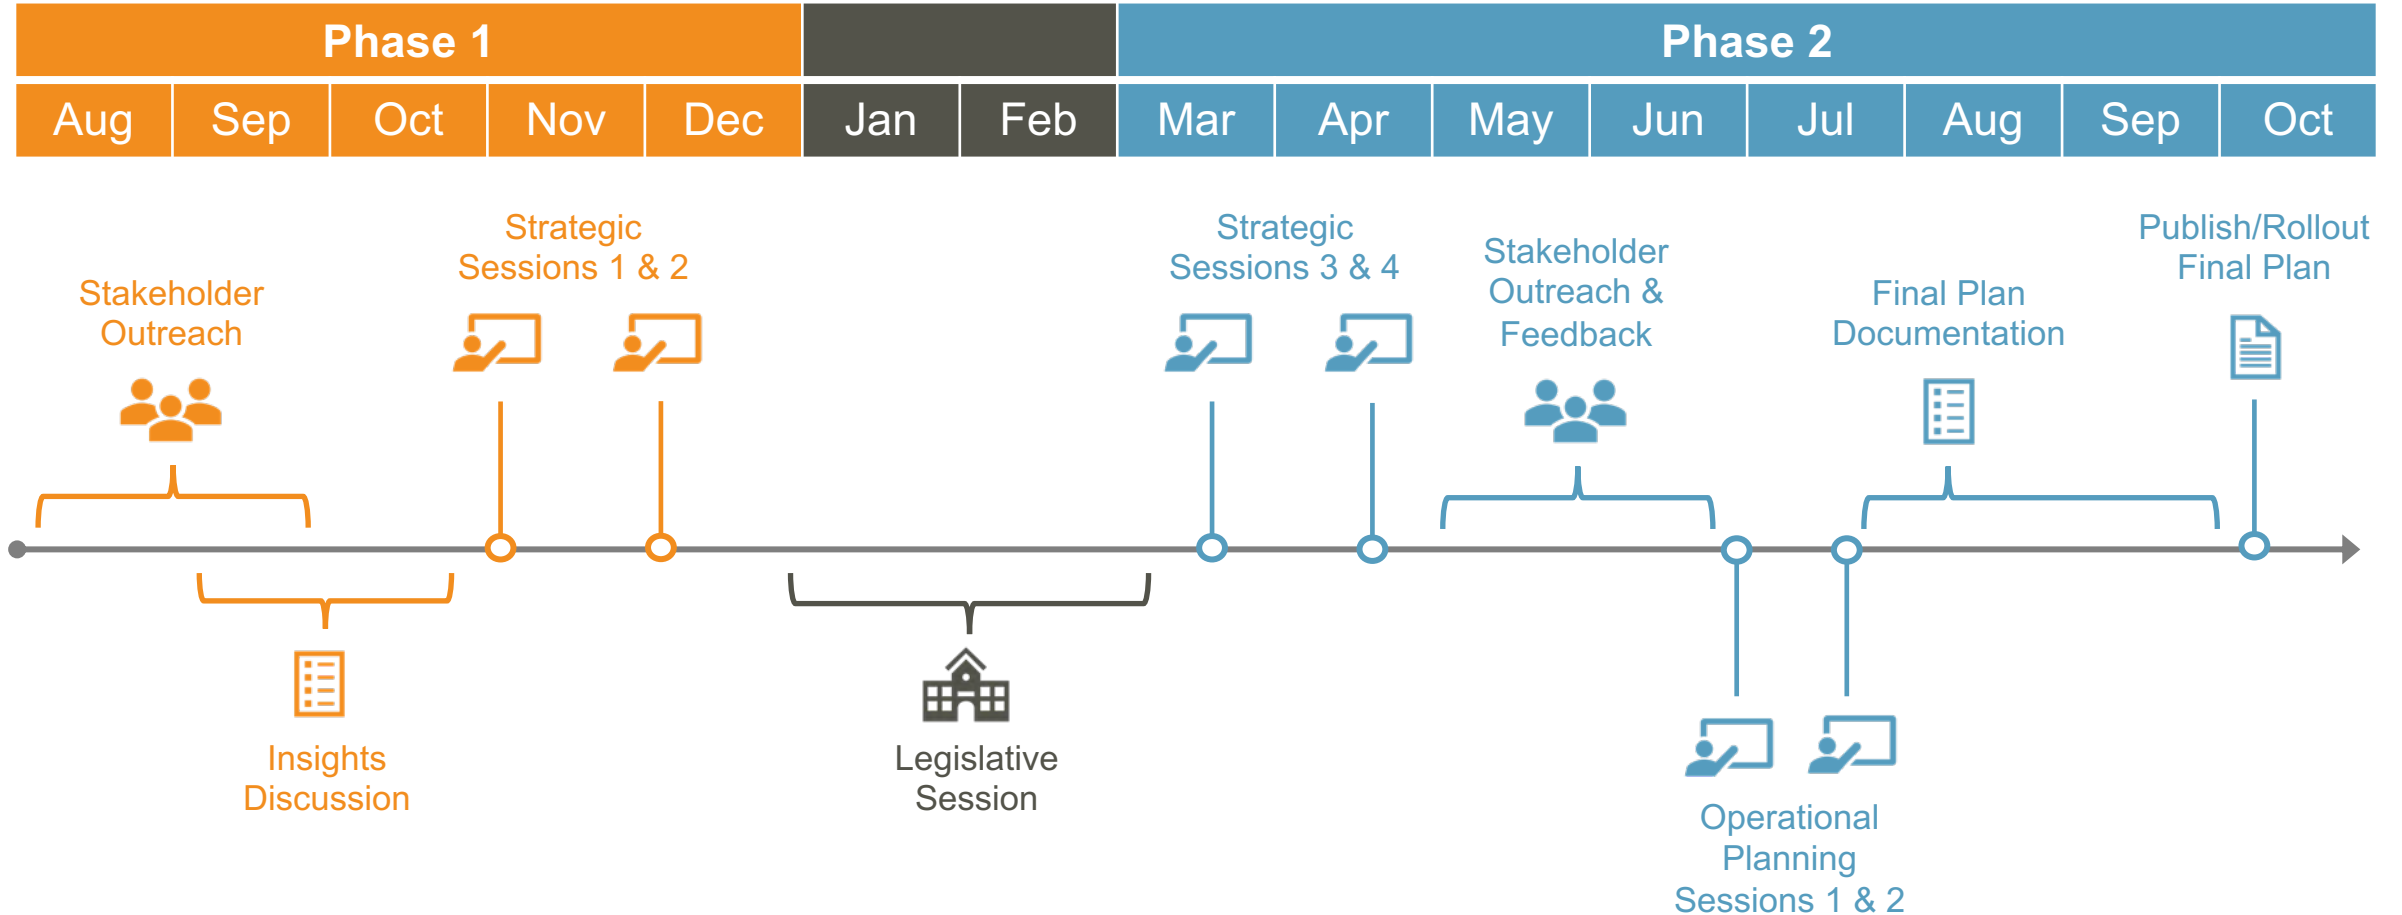 Phase 1
Phase 2
Aug
Sep
Oct
Nov
Dec
Jan
Feb
Mar
Apr
May
Jun
Jul
Aug
Sep
Oct
Stakeholder
Outreach
Strategic
Sessions 1 & 2
Strategic
Sessions 3 & 4
Stakeholder
Outreach &
Feedback
Final Plan
Documentation
Publish/Rollout
Final Plan
Insights
Discussion
Legislative
Session
Operational
Planning
Sessions 1 & 2